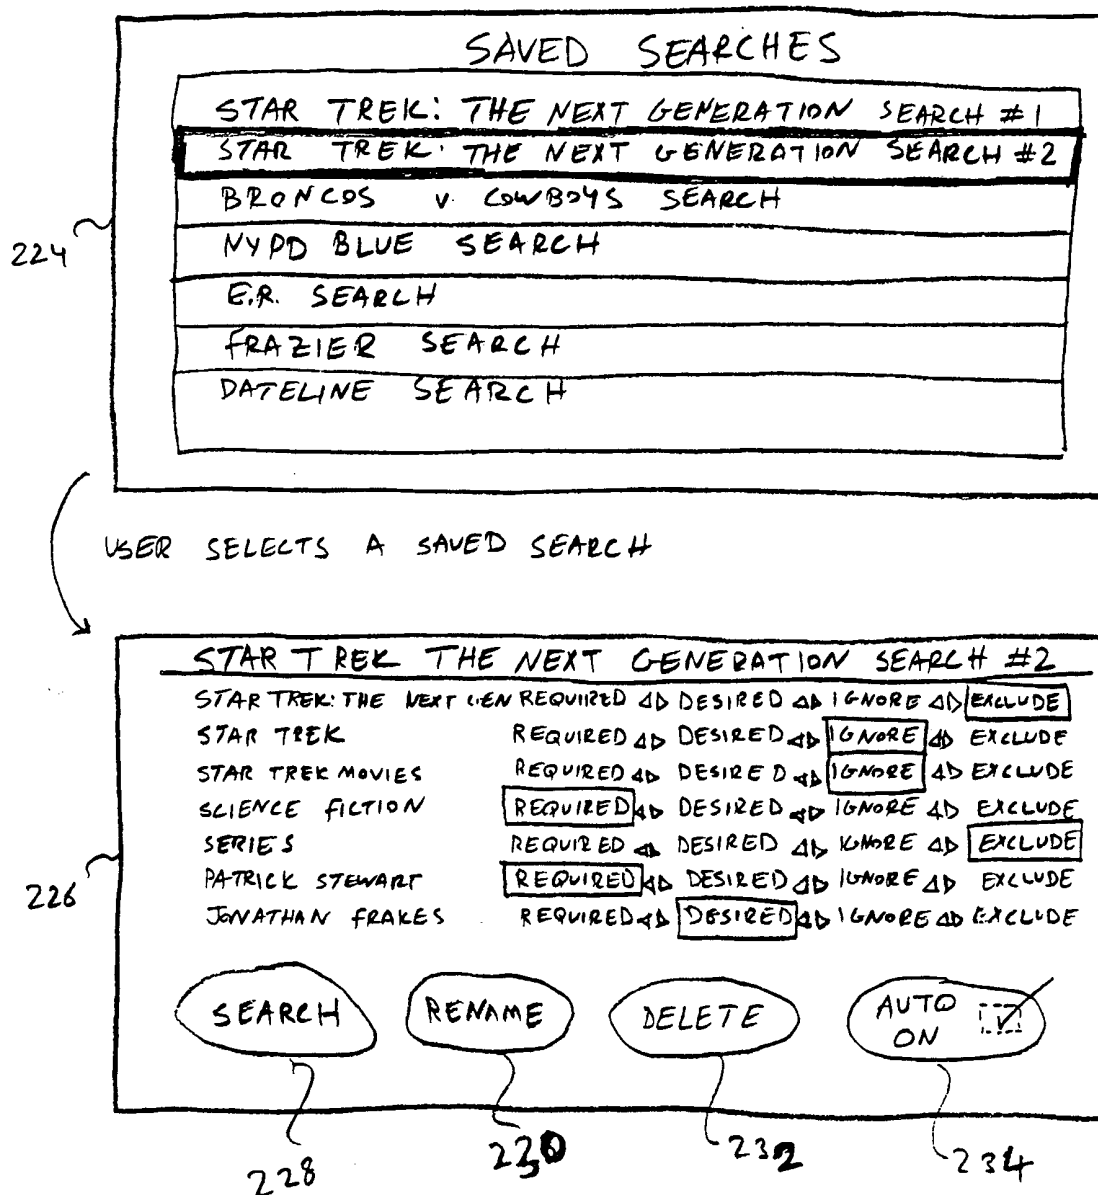 SAVED SEARCHES
STAR TREK: THE NEXT GENERATION SEARCH #1
STAR TREK: THE NEXT GENERATION SEARCH #2
BRONCOS v. COWBOYS SEARCH
224
NYPD BLUE SEARCH
E.R. SEARCH
FRAZIER SEARCH
DATELINE SEARCH
USER SELECTS A SAVED SEARCH
STAR TREK THE NEXT GENERATION SEARCH #2
STAR TREK: THE NEXT GEN REQUIRED DESIRED IGNORE EXCLUDE
STAR TREK REQUIRED DESIRED IGNORE EXCLUDE
STAR TREK MOVIES REQUIRED DESIRED IGNORE EXCLUDE
SCIENCE FICTION REQUIRED DESIRED IGNORE EXCLUDE
SERIES REQUIRED DESIRED IGNORE EXCLUDE
226 PATRICK STEWART REQUIRED DESIRED IGNORE EXCLUDE
JONATHAN FRAKES REQUIRED DESIRED IGNORE EXCLUDE
SEARCH RENAME DELETE AUTO ON
228 230 232 234